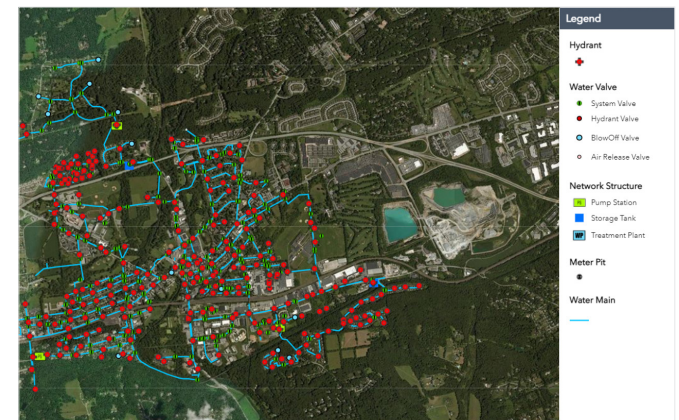 Legend
Hydrant
Water Valve
System Valve
Hydrant Valve
BlowOff Valve
Air Release Valve
Network Structure
Pump Station
Storage Tank
WP Treatment Plant
Meter Pit
Water Main